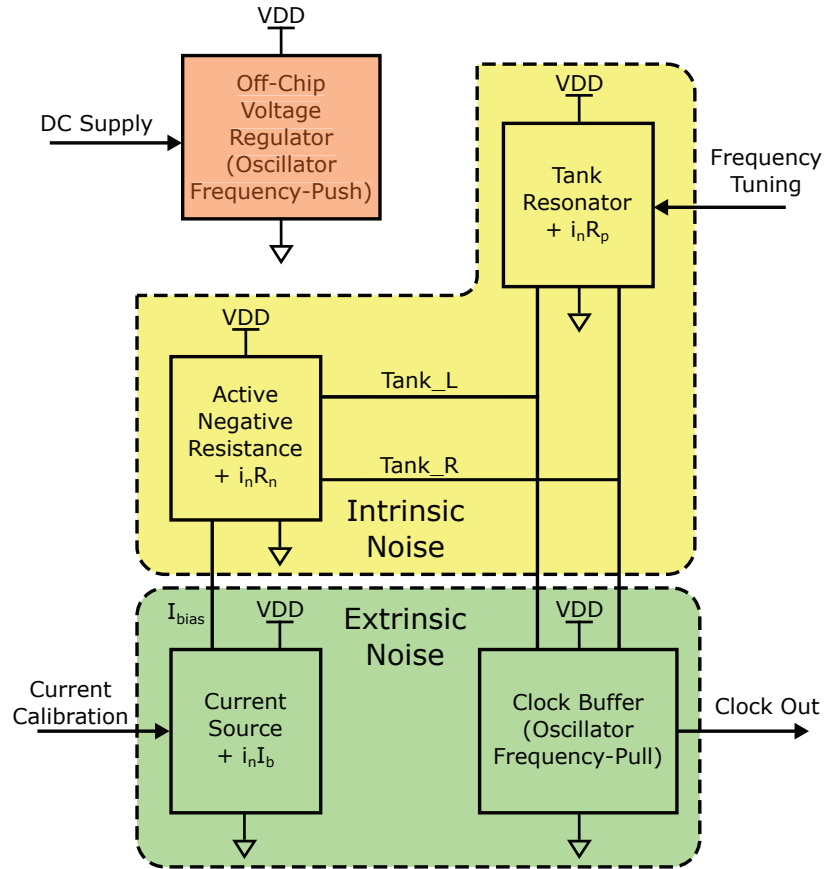 VDD
Off-Chip
Voltage
Regulator
(Oscillator
Frequency-Push)
DC Supply
VDD
Tank
Resonator
+ iₙRₚ
Frequency
Tuning
VDD
Active
Negative
Resistance
+ iₙRₙ
Tank_L
Tank_R
Intrinsic
Noise
I_bias
VDD
Extrinsic
Noise
VDD
Current
Calibration
Current
Source
+ iₙI_b
Clock Buffer
(Oscillator
Frequency-Pull)
Clock Out